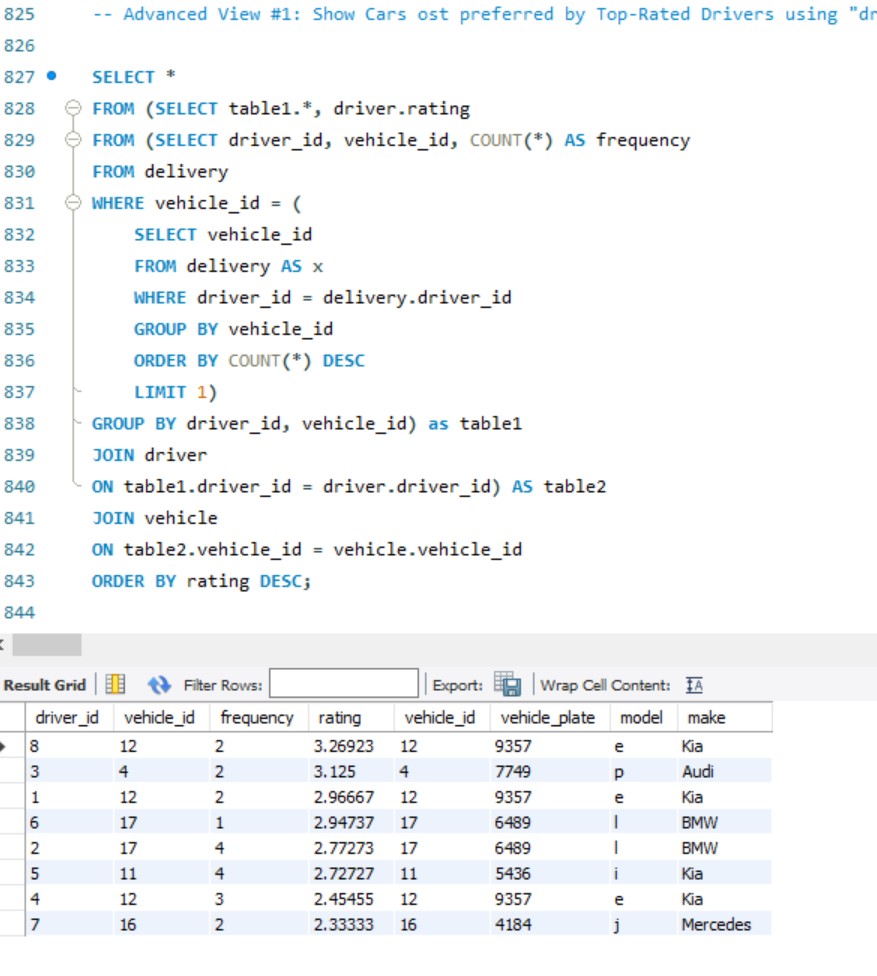 825 -- Advanced View #1: Show Cars ost preferred by Top-Rated Drivers using "dr
826
827 SELECT *
828 FROM (SELECT table1.*, driver.rating
829 FROM (SELECT driver_id, vehicle_id, COUNT(*) AS frequency
830 FROM delivery
831 WHERE vehicle_id = (
832 SELECT vehicle_id
833 FROM delivery AS x
834 WHERE driver_id = delivery.driver_id
835 GROUP BY vehicle_id
836 ORDER BY COUNT(*) DESC
837 LIMIT 1)
838 GROUP BY driver_id, vehicle_id) as table1
839 JOIN driver
840 ON table1.driver_id = driver.driver_id) AS table2
841 JOIN vehicle
842 ON table2.vehicle_id = vehicle.vehicle_id
843 ORDER BY rating DESC;
844
Result Grid Filter Rows: Export: Wrap Cell Content:
driver_id vehicle_id frequency rating vehicle_id vehicle_plate model make
8 12 2 3.26923 12 9357 e Kia
3 4 2 3.125 4 7749 p Audi
1 12 2 2.96667 12 9357 e Kia
6 17 1 2.94737 17 6489 l BMW
2 17 4 2.77273 17 6489 l BMW
5 11 4 2.72727 11 5436 i Kia
4 12 3 2.45455 12 9357 e Kia
7 16 2 2.33333 16 4184 j Mercedes